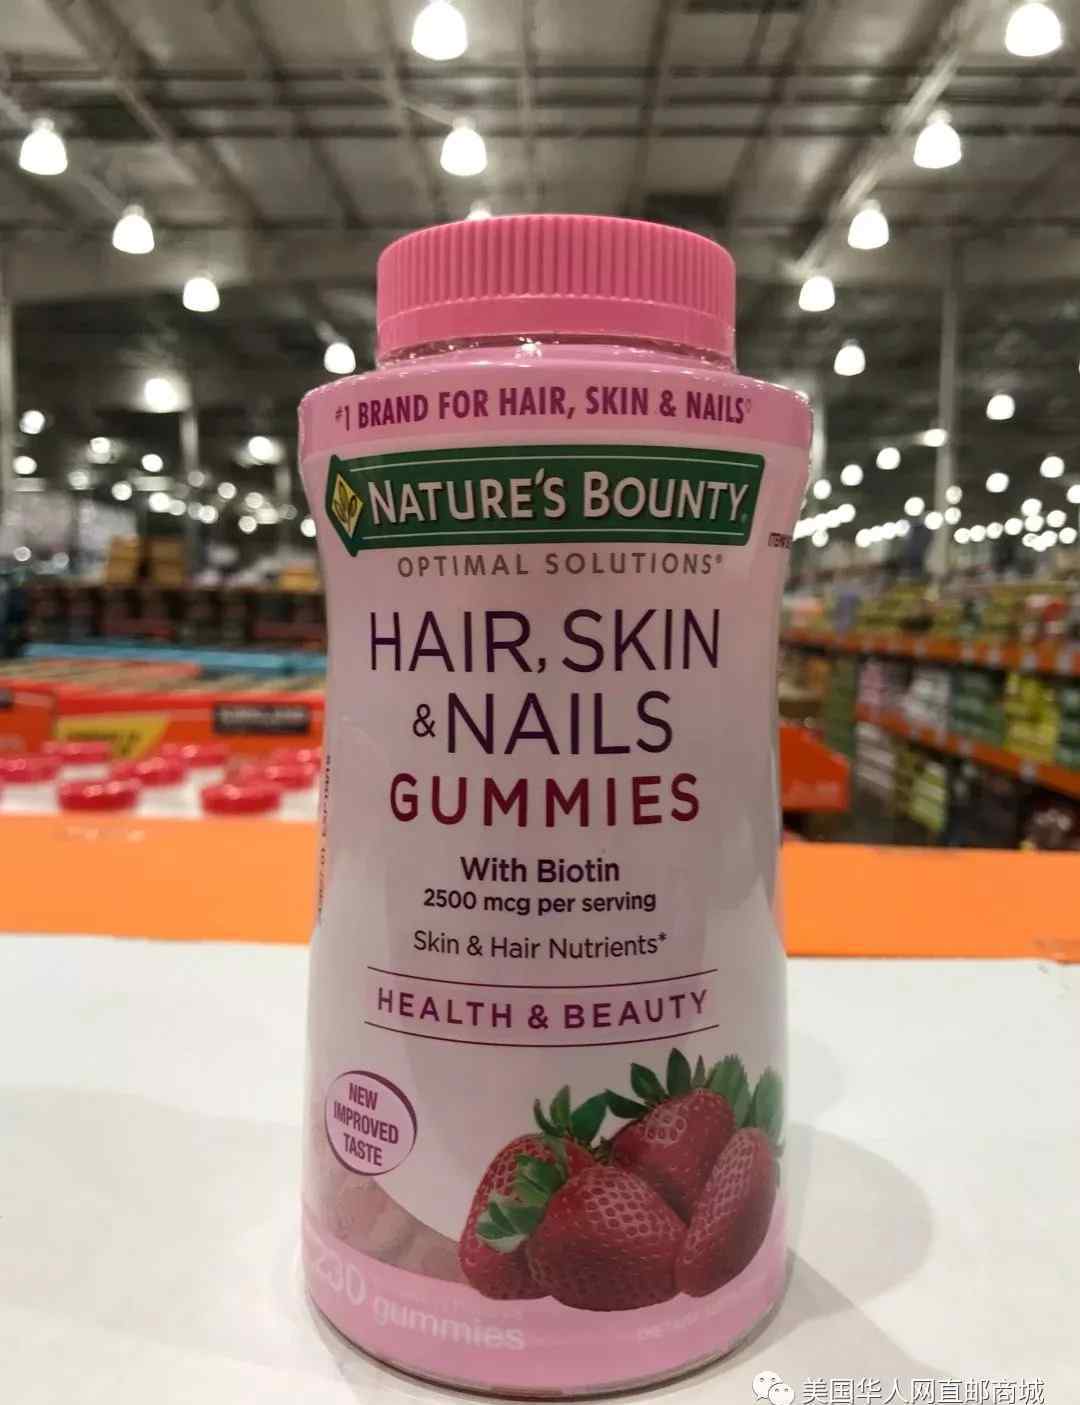 #1 BRAND FOR HAIR, SKIN & NAILS◊
NATURE'S BOUNTY®
OPTIMAL SOLUTIONS®
HAIR, SKIN
& NAILS
GUMMIES
With Biotin
2500 mcg per serving
Skin & Hair Nutrients*
HEALTH & BEAUTY
NEW
IMPROVED
TASTE
230 gummies
美国华人网直邮商城